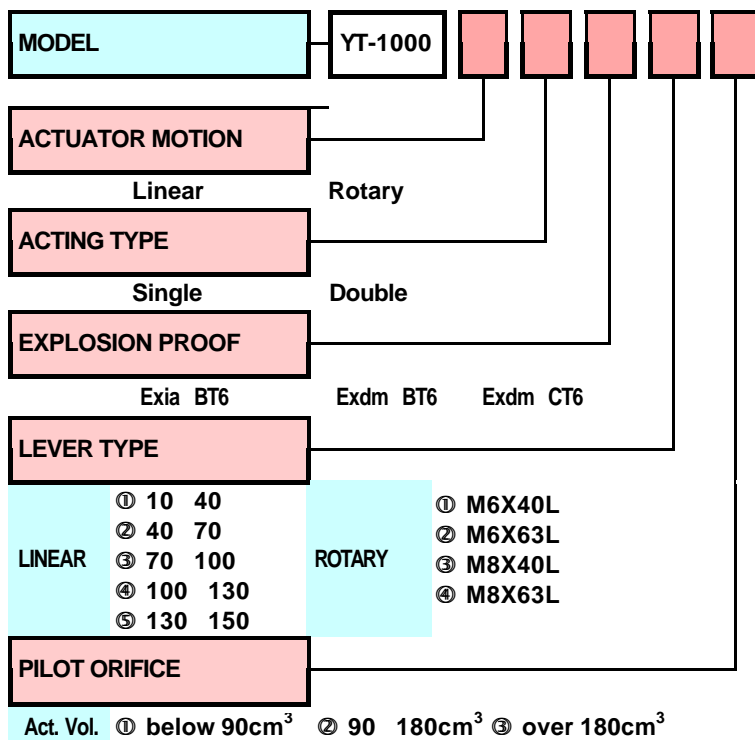 MODEL YT-1000
ACTUATOR MOTION
Linear Rotary
ACTING TYPE
Single Double
EXPLOSION PROOF
Exia BT6 Exdm BT6 Exdm CT6
LEVER TYPE
LINEAR
① 10 40
② 40 70
③ 70 100
④ 100 130
⑤ 130 150
ROTARY
① M6X40L
② M6X63L
③ M8X40L
④ M8X63L
PILOT ORIFICE
Act. Vol. ① below 90cm³ ② 90 180cm³ ③ over 180cm³